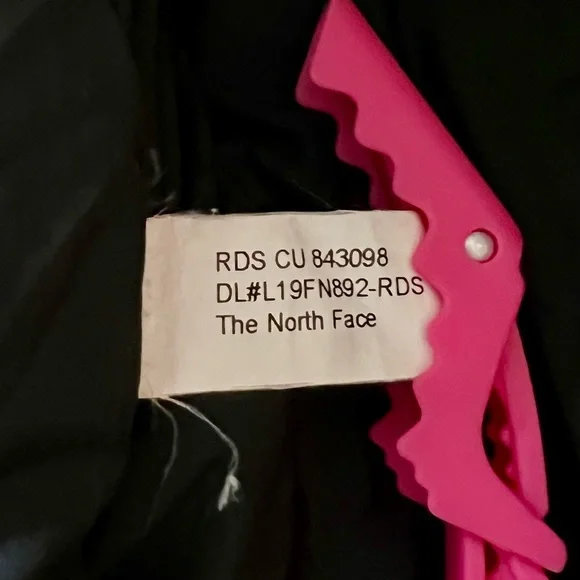 RDS CU 843098
DL#L19FN892-RDS
The North Face